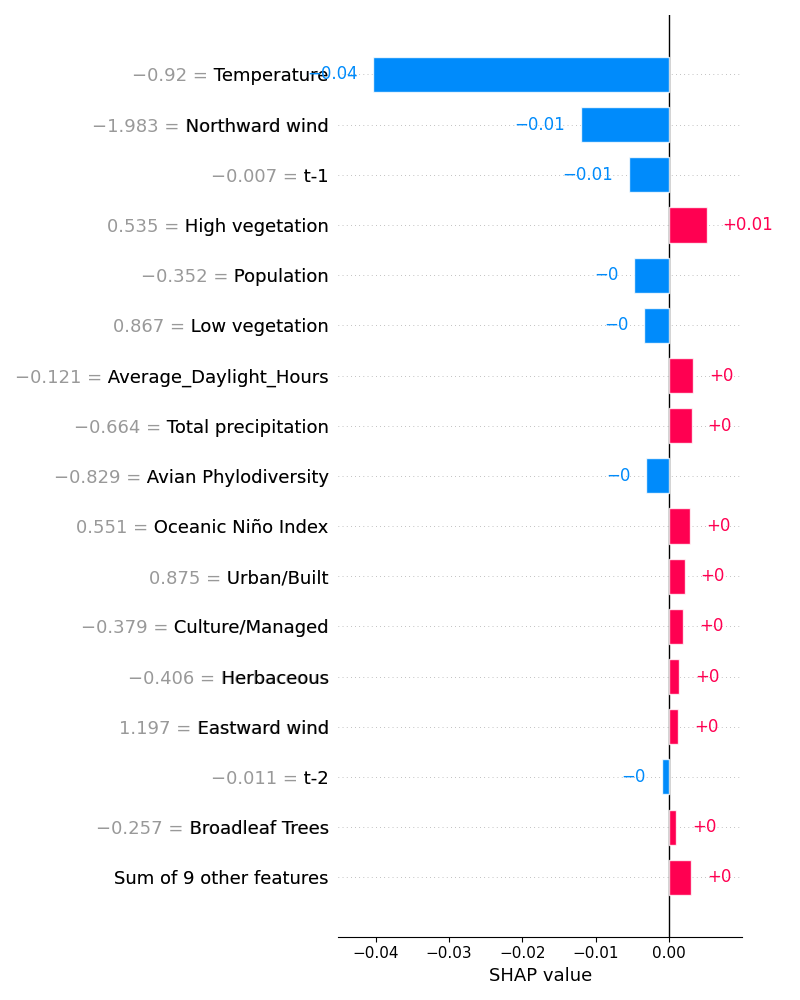 −0.92 = Temperature −0.04
−1.983 = Northward wind −0.01
−0.007 = t-1 −0.01
0.535 = High vegetation +0.01
−0.352 = Population −0
0.867 = Low vegetation −0
−0.121 = Average_Daylight_Hours +0
−0.664 = Total precipitation +0
−0.829 = Avian Phylodiversity −0
0.551 = Oceanic Niño Index +0
0.875 = Urban/Built +0
−0.379 = Culture/Managed +0
−0.406 = Herbaceous +0
1.197 = Eastward wind +0
−0.011 = t-2 −0
−0.257 = Broadleaf Trees +0
Sum of 9 other features +0
−0.04 −0.03 −0.02 −0.01 0.00
SHAP value